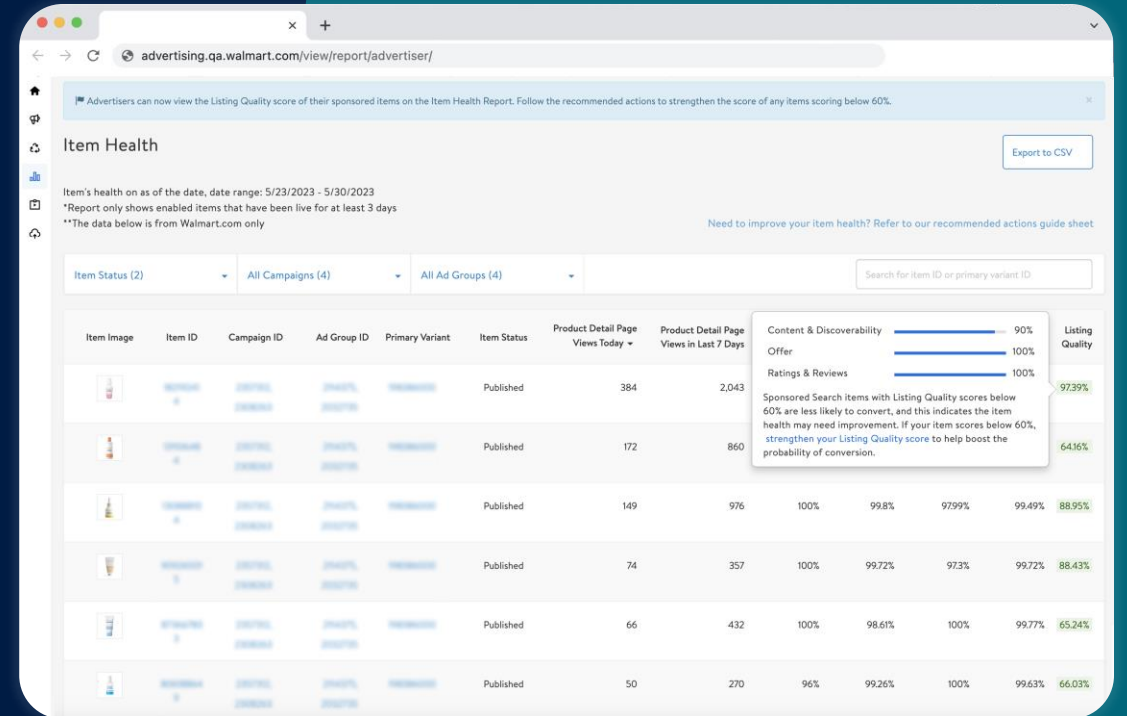 advertising.qa.walmart.com/view/report/advertiser/
Advertisers can now view the Listing Quality score of their sponsored items on the Item Health Report. Follow the recommended actions to strengthen the score of any items scoring below 60%.
Item Health
Export to CSV
Item's health on as of the date, date range: 5/23/2023 - 5/30/2023
*Report only shows enabled items that have been live for at least 3 days
**The data below is from Walmart.com only
Need to improve your item health? Refer to our recommended actions guide sheet
Item Status (2) All Campaigns (4) All Ad Groups (4) Search for item ID or primary variant ID
Item Image Item ID Campaign ID Ad Group ID Primary Variant Item Status Product Detail Page Views Today Product Detail Page Views in Last 7 Days Listing Quality
Content & Discoverability 90%
Offer 100%
Ratings & Reviews 100%
Sponsored Search items with Listing Quality scores below
60% are less likely to convert, and this indicates the item
health may need improvement. If your item scores below 60%,
strengthen your Listing Quality score to help boost the
probability of conversion.
Published 384 2,043 97.39%
Published 172 860 64.16%
Published 149 976 100% 99.8% 97.99% 99.49% 88.95%
Published 74 357 100% 99.72% 97.3% 99.72% 88.43%
Published 66 432 100% 98.61% 100% 99.77% 65.24%
Published 50 270 96% 99.26% 100% 99.63% 66.03%